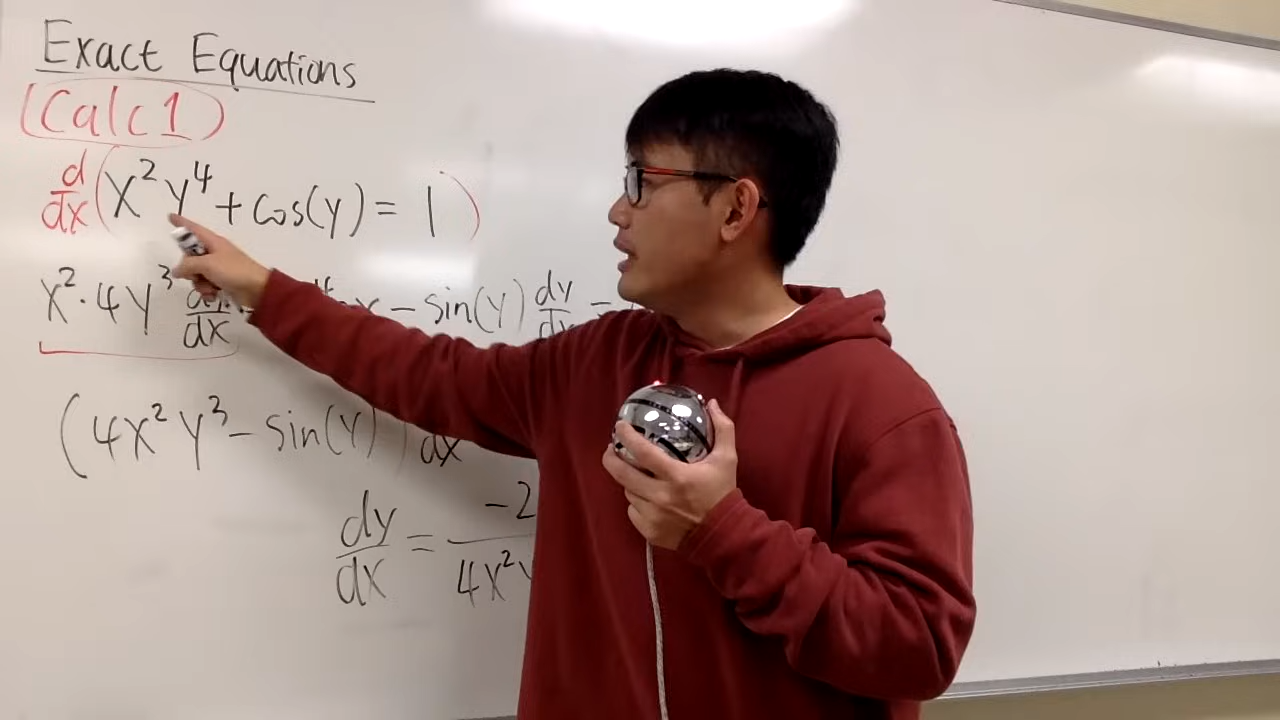 Exact Equations
(Calc 1)
d/dx (x²y⁴ + cos(y) = 1)
x²·4y³ dy/dx x - sin(y) dy/dx =
(4x²y³ - sin(y)) dx
dy/dx = -2 / 4x²y